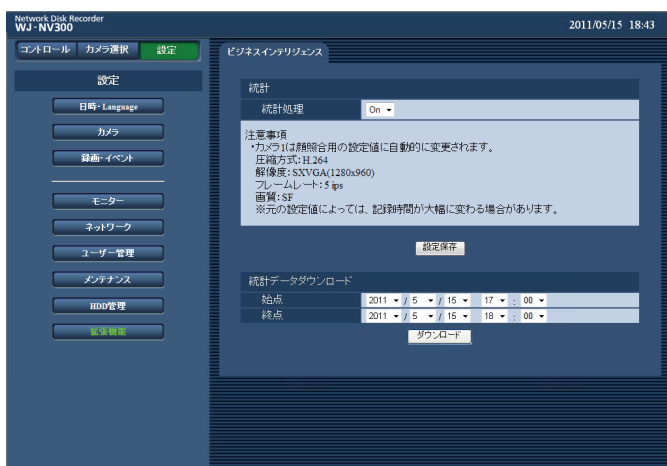 Network Disk Recorder
WJ-NV300
2011/05/15 18:43
コントロール カメラ選択 設定
設定
日時・Language
カメラ
録画・イベント
モニター
ネットワーク
ユーザー管理
メンテナンス
HDD管理
拡張機能
ビジネスインテリジェンス
統計
統計処理 On
注意事項
・カメラ1は顔照合用の設定値に自動的に変更されます。
圧縮方式：H.264
解像度：SXVGA(1280x960)
フレームレート：5 ips
画質：SF
※元の設定値によっては、記録時間が大幅に変わる場合があります。
設定保存
統計データダウンロード
始点 2011 / 5 / 15 17 : 00
終点 2011 / 5 / 15 18 : 00
ダウンロード